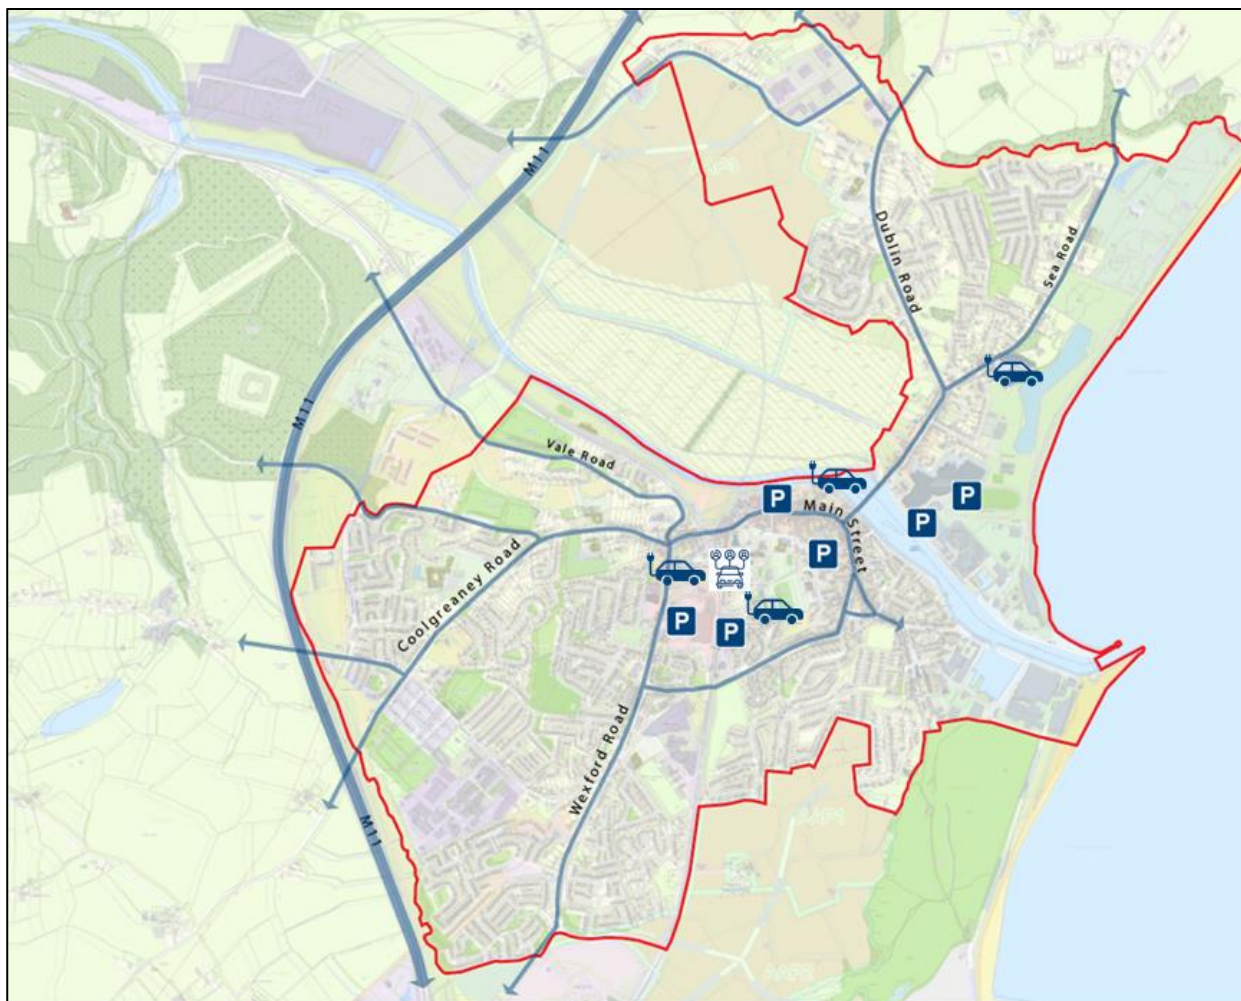 M11
Dublin Road
Sea Road
M11
Vale Road
P
P
P
Main Street
P
Coolgreaney Road
P
P
Wexford Road
M11